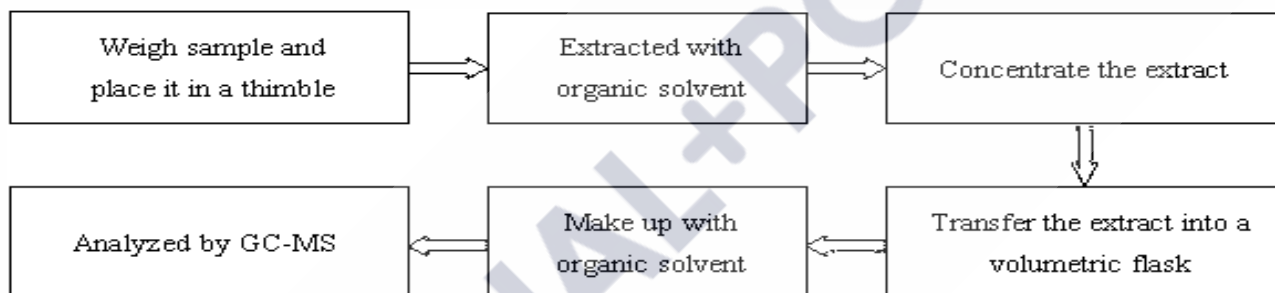 Weigh sample and
place it in a thimble
Extracted with
organic solvent
Concentrate the extract
Transfer the extract into a
volumetric flask
Make up with
organic solvent
Analyzed by GC-MS